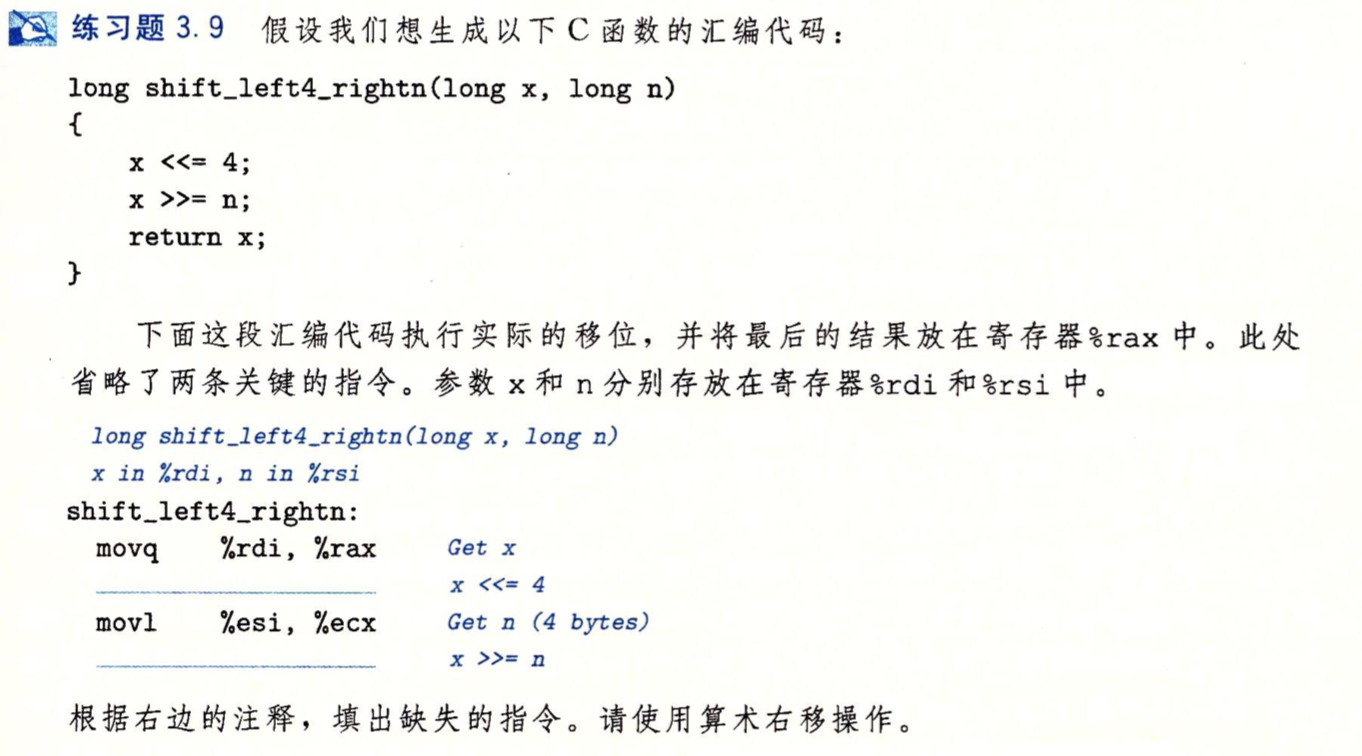 练习题 3.9 假设我们想生成以下 C 函数的汇编代码：
long shift_left4_rightn(long x, long n)
{
    x <<= 4;
    x >>= n;
    return x;
}
下面这段汇编代码执行实际的移位，并将最后的结果放在寄存器%rax 中。此处
省略了两条关键的指令。参数 x 和 n 分别存放在寄存器%rdi 和%rsi 中。
long shift_left4_rightn(long x, long n)
x in %rdi, n in %rsi
shift_left4_rightn:
movq %rdi, %rax Get x
x <<= 4
movl %esi, %ecx Get n (4 bytes)
x >>= n
根据右边的注释，填出缺失的指令。请使用算术右移操作。